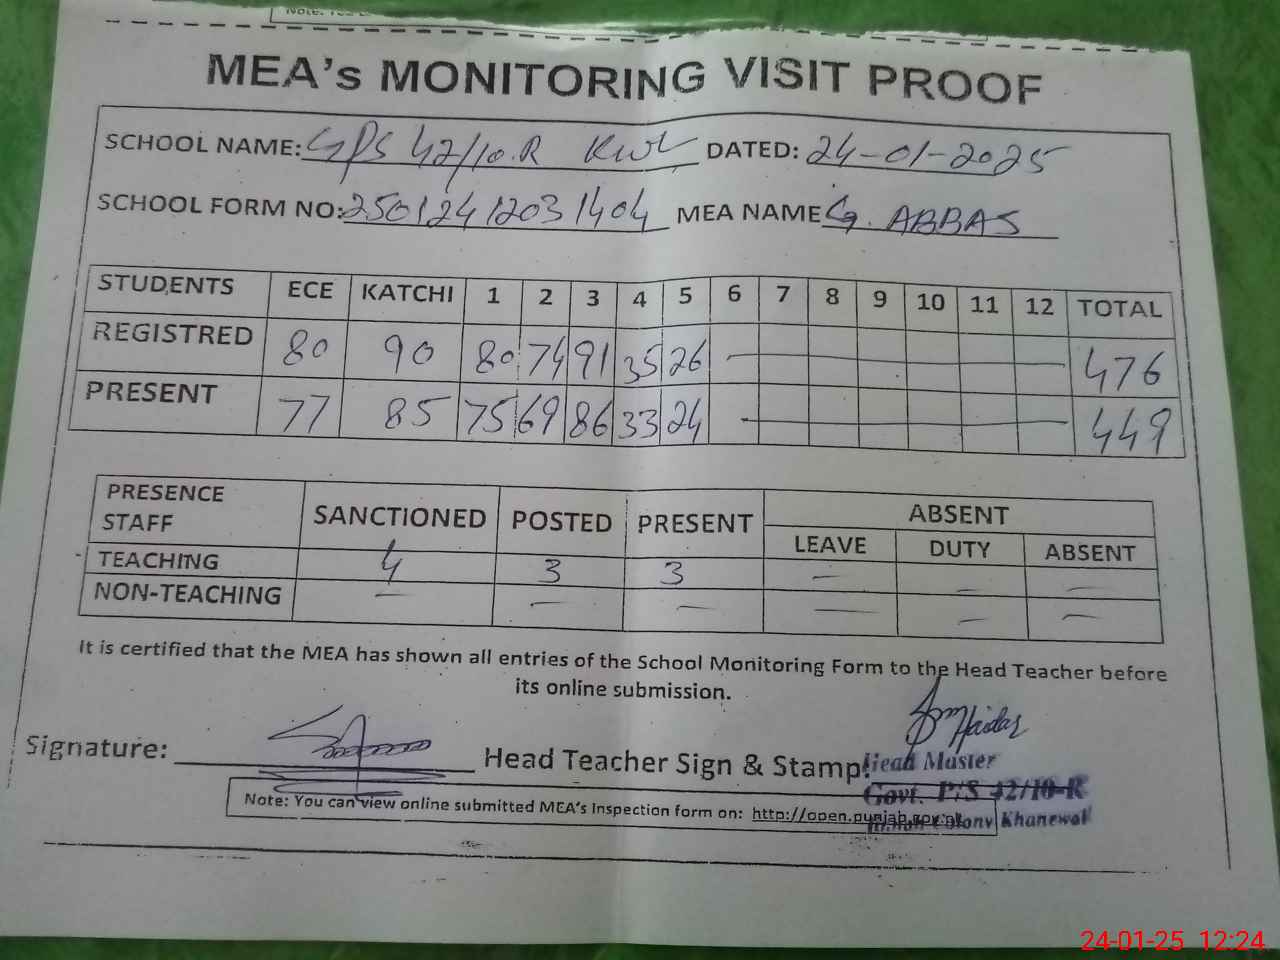 MEA's MONITORING VISIT PROOF
SCHOOL NAME: GPS 42/10.R KWL DATED: 24-01-2025
SCHOOL FORM NO: 2501241203 1404 MEA NAME G. ABBAS
STUDENTS ECE KATCHI 1 2 3 4 5 6 7 8 9 10 11 12 TOTAL
REGISTRED 80 90 80 74 91 35 26 — 476
PRESENT 77 85 75 69 86 33 24 — 449
PRESENCE STAFF SANCTIONED POSTED PRESENT ABSENT
LEAVE DUTY ABSENT
TEACHING 4 3 3 — — —
NON-TEACHING — — — — — —
It is certified that the MEA has shown all entries of the School Monitoring Form to the Head Teacher before
its online submission.
Signature: Head Teacher Sign & Stamp:
Head Master
Govt. P/S 42/10-R
Colony Khanewal
Note: You can view online submitted MEA's Inspection form on: http://open.punjab.gov.pk
24-01-25 12:24